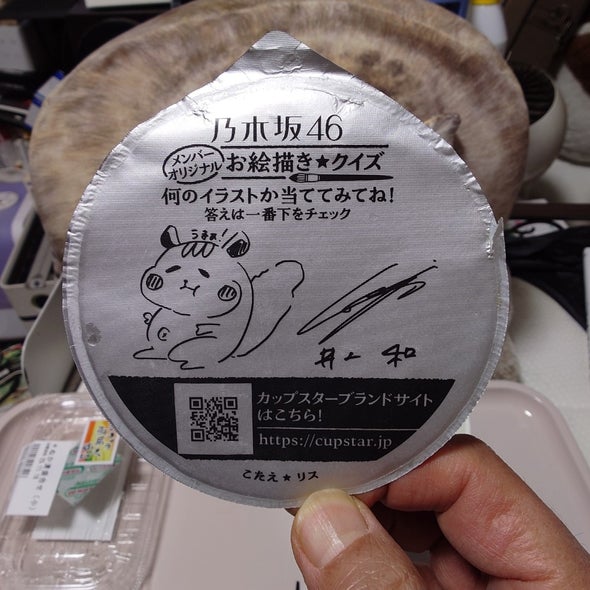 乃木坂46
メンバー
オリジナル
お絵描き★クイズ
何のイラストか当ててみてね!
答えは一番下をチェック
うまぁ!
井上 和
カップスターブランドサイト
はこちら!
https://cupstar.jp
こたえ★リス